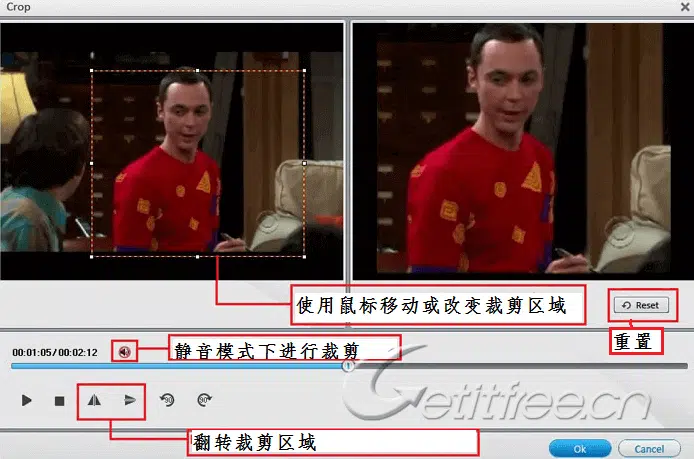 Crop
使用鼠标移动或改变裁剪区域
Reset
重置
00:01:05/00:02:12
静音模式下进行裁剪
90
90
Getitfree.cn
翻转裁剪区域
Ok
Cancel